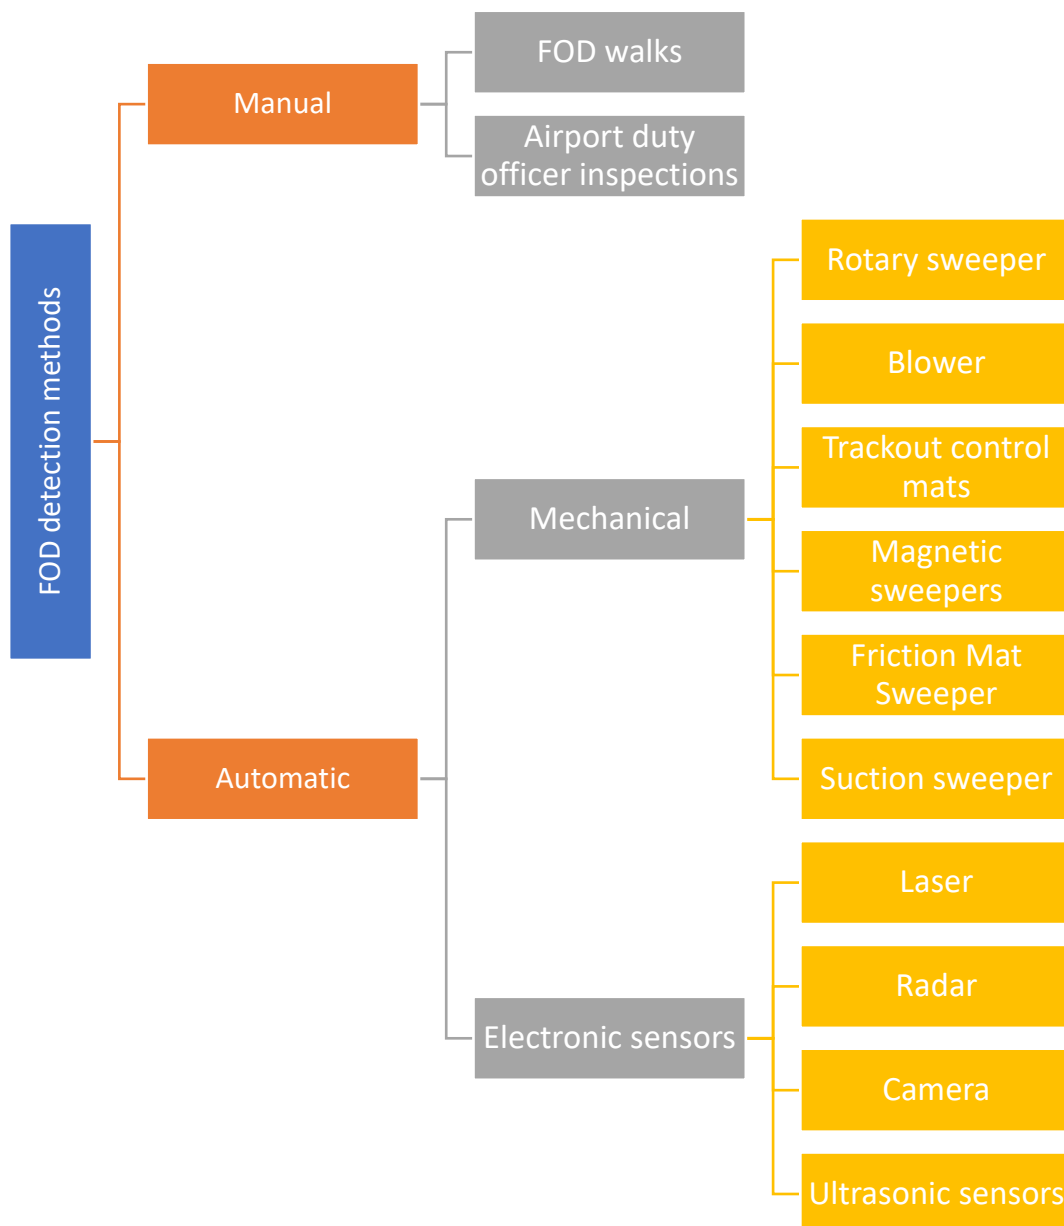 FOD detection methods
Manual
FOD walks
Airport duty
officer inspections
Automatic
Mechanical
Rotary sweeper
Blower
Trackout control
mats
Magnetic
sweepers
Friction Mat
Sweeper
Suction sweeper
Electronic sensors
Laser
Radar
Camera
Ultrasonic sensors